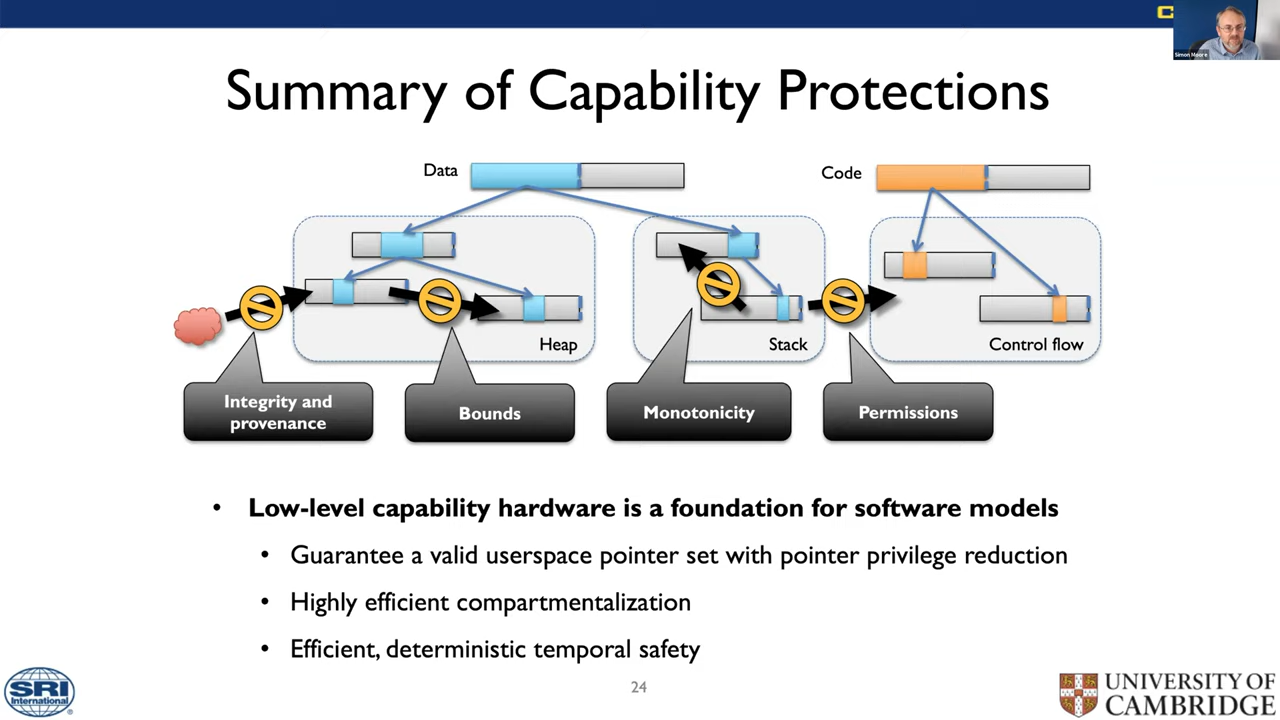 Simon Moore
Summary of Capability Protections
Data
Code
Heap
Stack
Control flow
Integrity and
provenance
Bounds
Monotonicity
Permissions
• Low-level capability hardware is a foundation for software models
• Guarantee a valid userspace pointer set with pointer privilege reduction
• Highly efficient compartmentalization
• Efficient, deterministic temporal safety
SRI
International®
24
UNIVERSITY OF
CAMBRIDGE